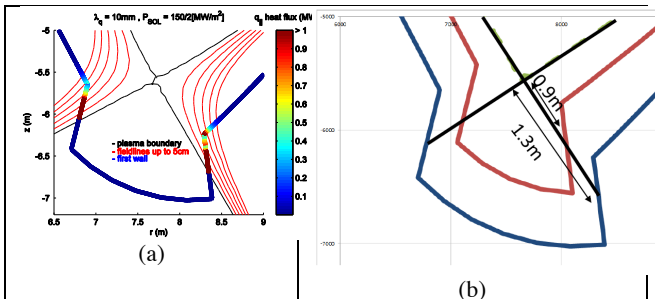 λq = 10mm , PSOL = 150/2[MW/m²] q|| heat flux (MW
-5
-5.5
-6
-6.5
-7
z (m)
- plasma boundary
- fieldlines up to 5cm
- first wall
6.5 7 7.5 8 8.5 9
r (m)
> 1
0.9
0.8
0.7
0.6
0.5
0.4
0.3
0.2
0.1
(a)
7000 8000
-5000
-6000
-7000
0.9m
1.3m
(b)